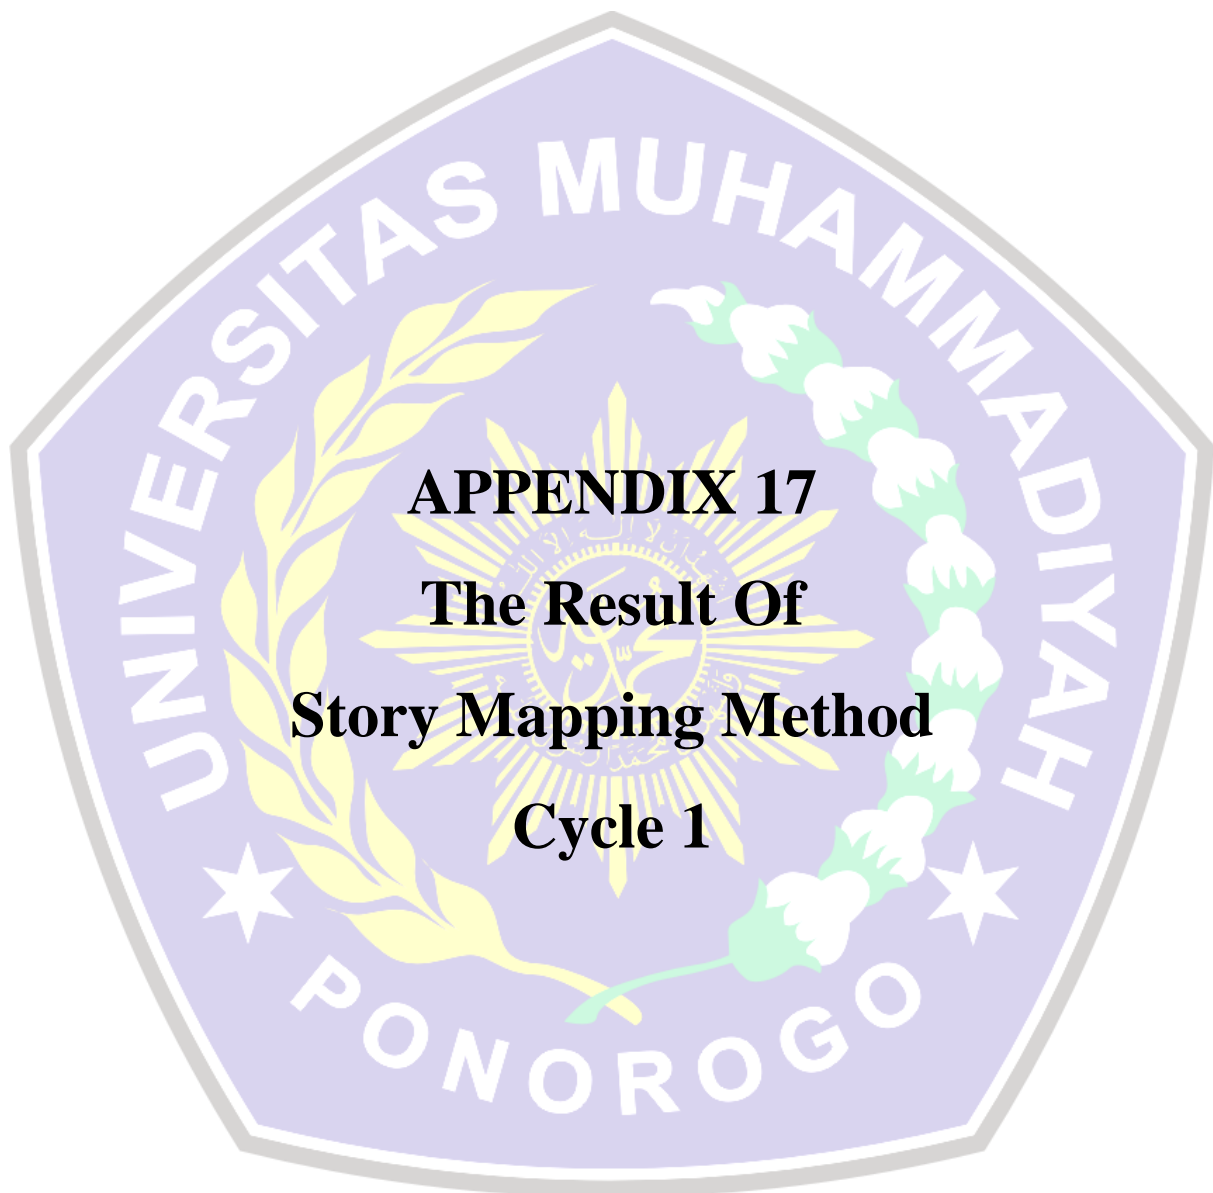 UNIVERSITAS MUHAMMADIYAH
APPENDIX 17
The Result Of
Story Mapping Method
Cycle 1
PONOROGO